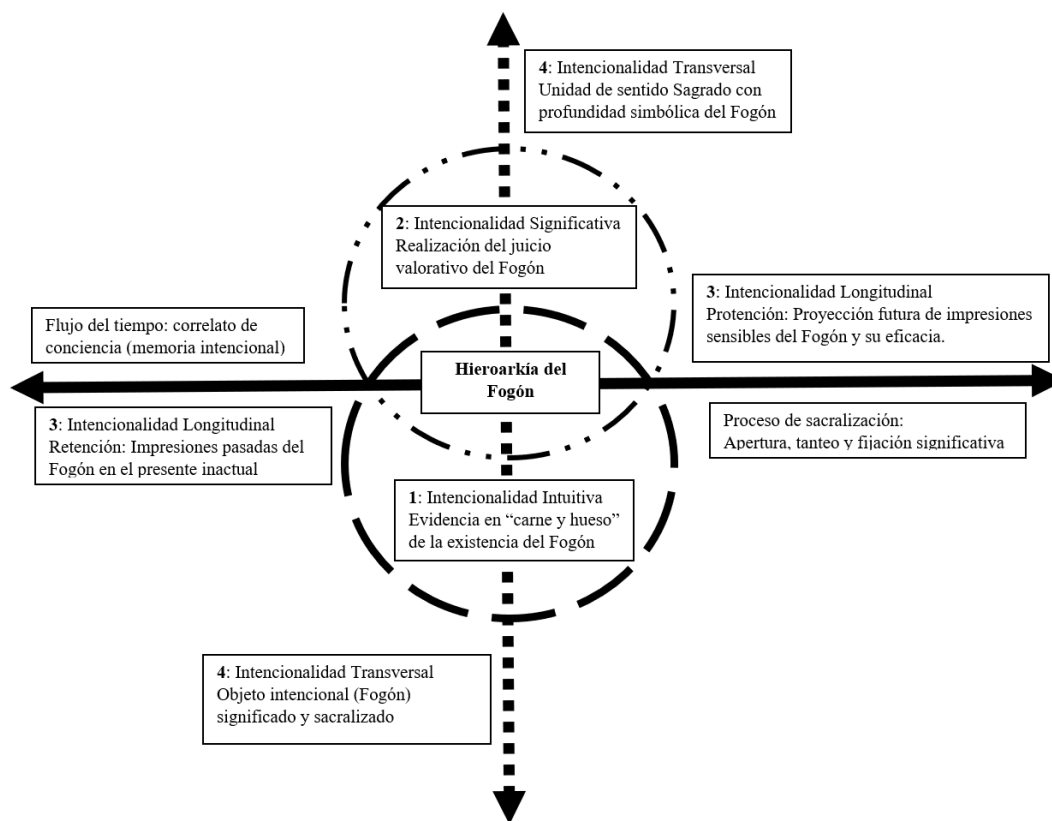 4: Intencionalidad Transversal
Unidad de sentido Sagrado con
profundidad simbólica del Fogón
2: Intencionalidad Significativa
Realización del juicio
valorativo del Fogón
3: Intencionalidad Longitudinal
Protención: Proyección futura de impresiones
sensibles del Fogón y su eficacia.
Flujo del tiempo: correlato de
conciencia (memoria intencional)
Hieroarkía del
Fogón
3: Intencionalidad Longitudinal
Retención: Impresiones pasadas del
Fogón en el presente inactual
Proceso de sacralización:
Apertura, tanteo y fijación significativa
1: Intencionalidad Intuitiva
Evidencia en “carne y hueso”
de la existencia del Fogón
4: Intencionalidad Transversal
Objeto intencional (Fogón)
significado y sacralizado